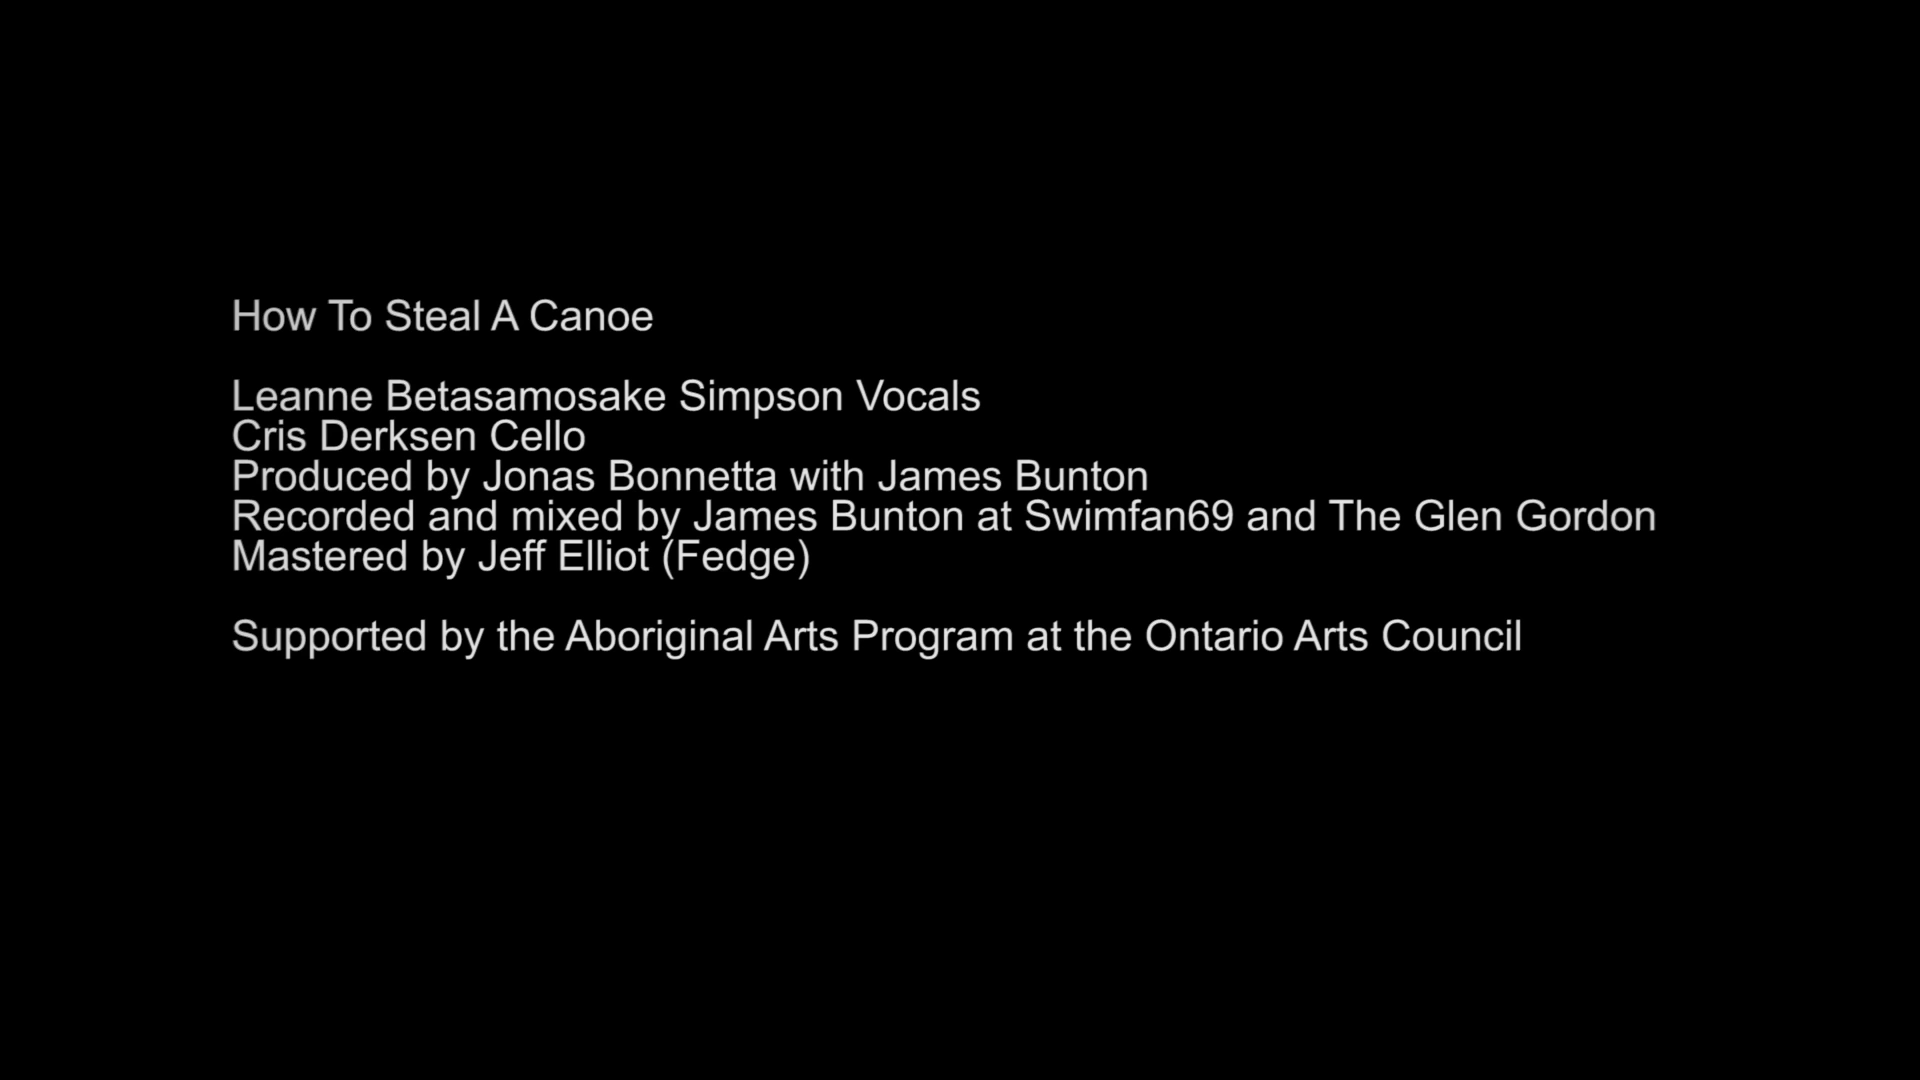 How To Steal A Canoe
Leanne Betasamosake Simpson Vocals
Cris Derksen Cello
Produced by Jonas Bonnetta with James Bunton
Recorded and mixed by James Bunton at Swimfan69 and The Glen Gordon
Mastered by Jeff Elliot (Fedge)
Supported by the Aboriginal Arts Program at the Ontario Arts Council